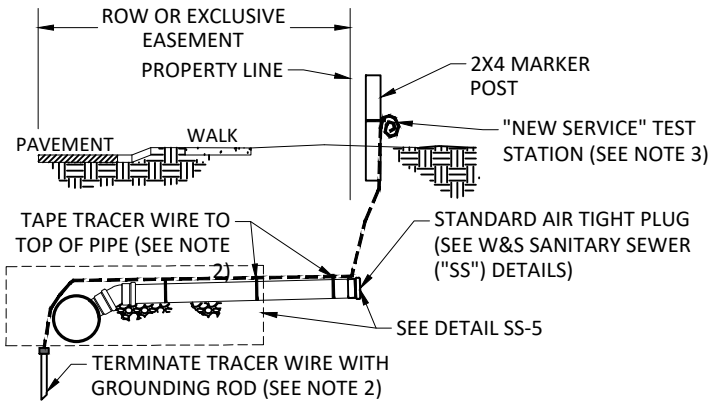 ROW OR EXCLUSIVE
EASEMENT
PROPERTY LINE
2X4 MARKER
POST
"NEW SERVICE" TEST
STATION (SEE NOTE 3)
PAVEMENT
WALK
TAPE TRACER WIRE TO
TOP OF PIPE (SEE NOTE
2)
STANDARD AIR TIGHT PLUG
(SEE W&S SANITARY SEWER
("SS") DETAILS)
SEE DETAIL SS-5
TERMINATE TRACER WIRE WITH
GROUNDING ROD (SEE NOTE 2)